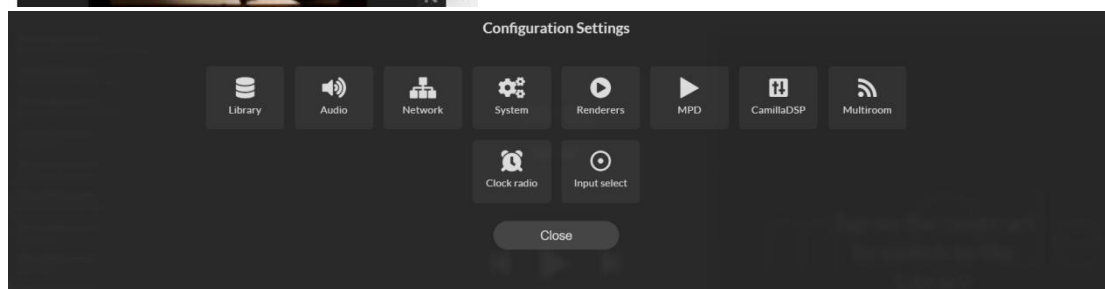 Configuration Settings
Library Audio Network System Renderers MPD CamillaDSP Multiroom
Clock radio Input select
Close